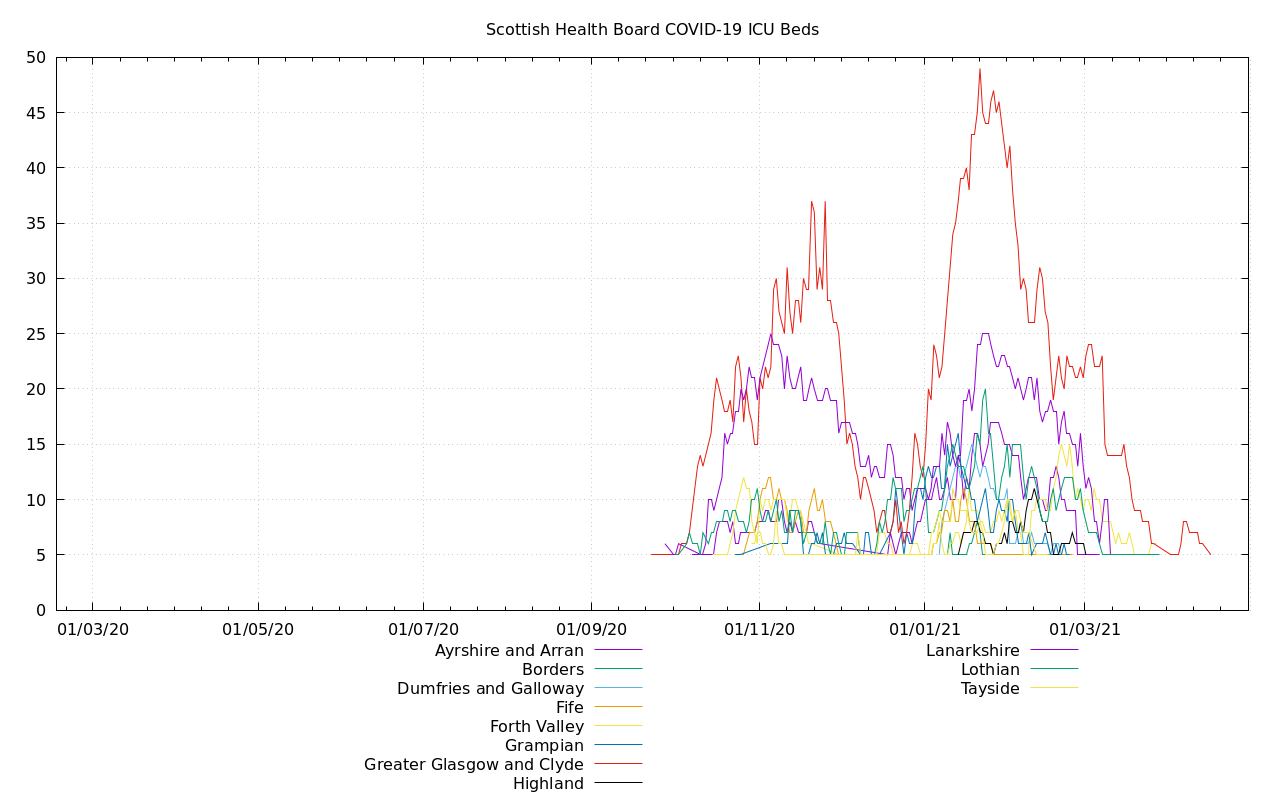 Scottish Health Board COVID-19 ICU Beds
50
45
40
35
30
25
20
15
10
5
0
01/03/20 01/05/20 01/07/20 01/09/20 01/11/20 01/01/21 01/03/21
Ayrshire and Arran
Borders
Dumfries and Galloway
Fife
Forth Valley
Grampian
Greater Glasgow and Clyde
Highland
Lanarkshire
Lothian
Tayside